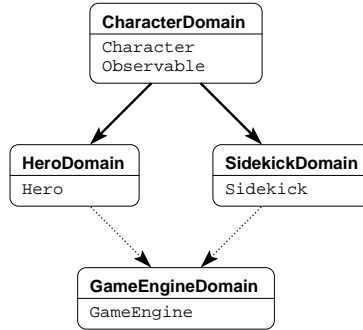 CharacterDomain
Character
Observable
HeroDomain
Hero
SidekickDomain
Sidekick
GameEngineDomain
GameEngine